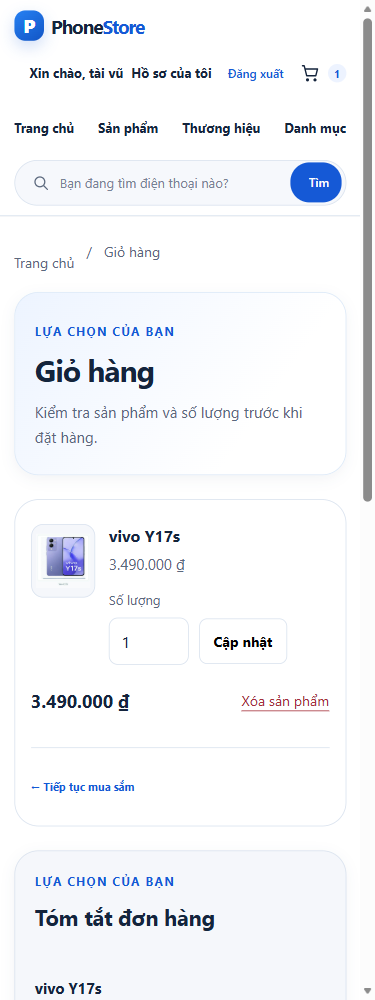 P PhoneStore
Xin chào, tài vũ Hồ sơ của tôi Đăng xuất 1
Trang chủ Sản phẩm Thương hiệu Danh mục
Bạn đang tìm điện thoại nào? Tìm
Trang chủ / Giỏ hàng
LỰA CHỌN CỦA BẠN
Giỏ hàng
Kiểm tra sản phẩm và số lượng trước khi
đặt hàng.
vivo Y17s
3.490.000 ₫
Số lượng
1 Cập nhật
3.490.000 ₫ Xóa sản phẩm
← Tiếp tục mua sắm
LỰA CHỌN CỦA BẠN
Tóm tắt đơn hàng
vivo Y17s